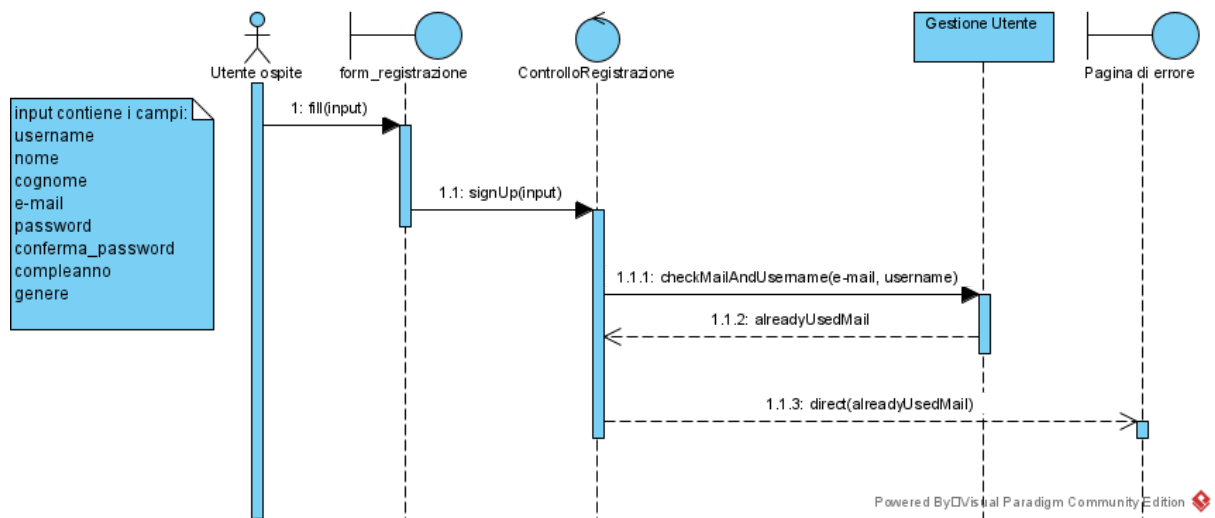 Utente ospite
form_registrazione
ControlloRegistrazione
Gestione Utente
Pagina di errore
input contiene i campi:
username
nome
cognome
e-mail
password
conferma_password
compleanno
genere
1: fill(input)
1.1: signUp(input)
1.1.1: checkMailAndUsername(e-mail, username)
1.1.2: alreadyUsedMail
1.1.3: direct(alreadyUsedMail)
Powered By□Visual Paradigm Community Edition